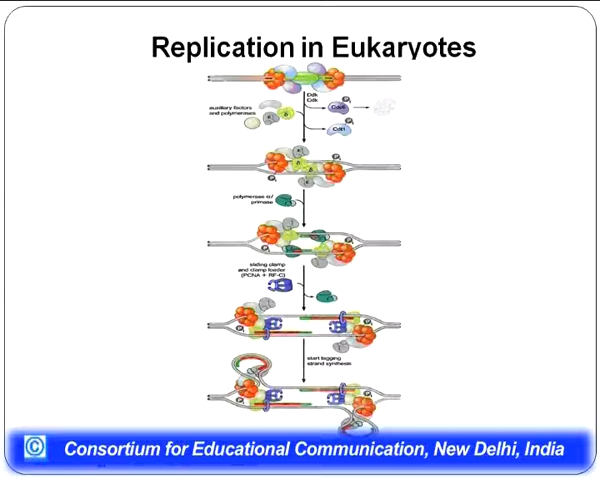 Replication in Eukaryotes
Ddk
Cdk
auxiliary factors
and polymerases
Cdc6
Cdt1
δ
ε
P
polymerase α/
primase
sliding clamp
and clamp loader
(PCNA + RF-C)
start lagging
strand synthesis
© Consortium for Educational Communication, New Delhi, India